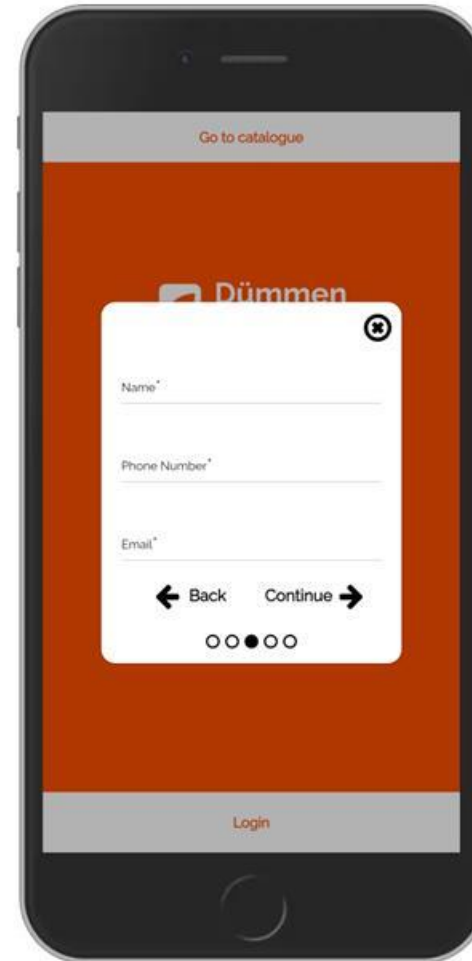 Go to catalogue
Dümmen
Name*
Phone Number*
Email*
Back Continue
Login